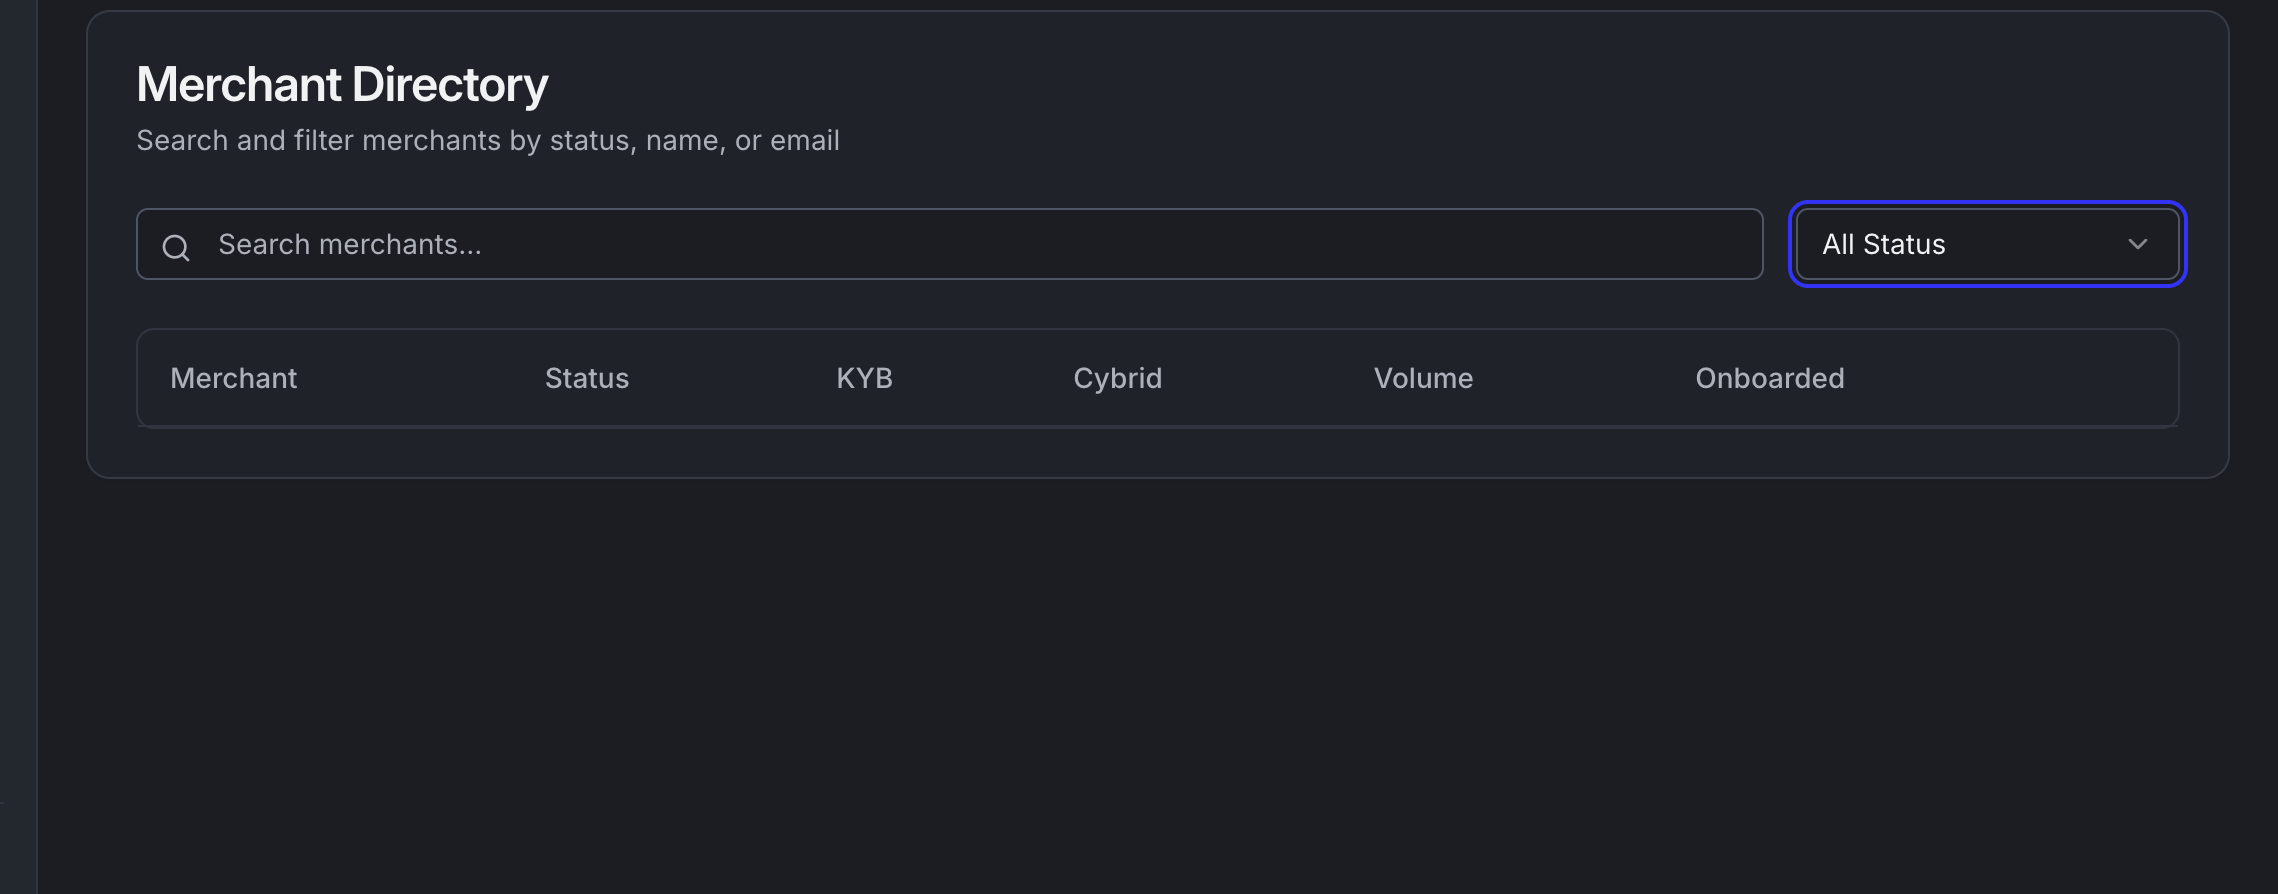 Merchant Directory
Search and filter merchants by status, name, or email
Search merchants...
All Status
Merchant Status KYB Cybrid Volume Onboarded